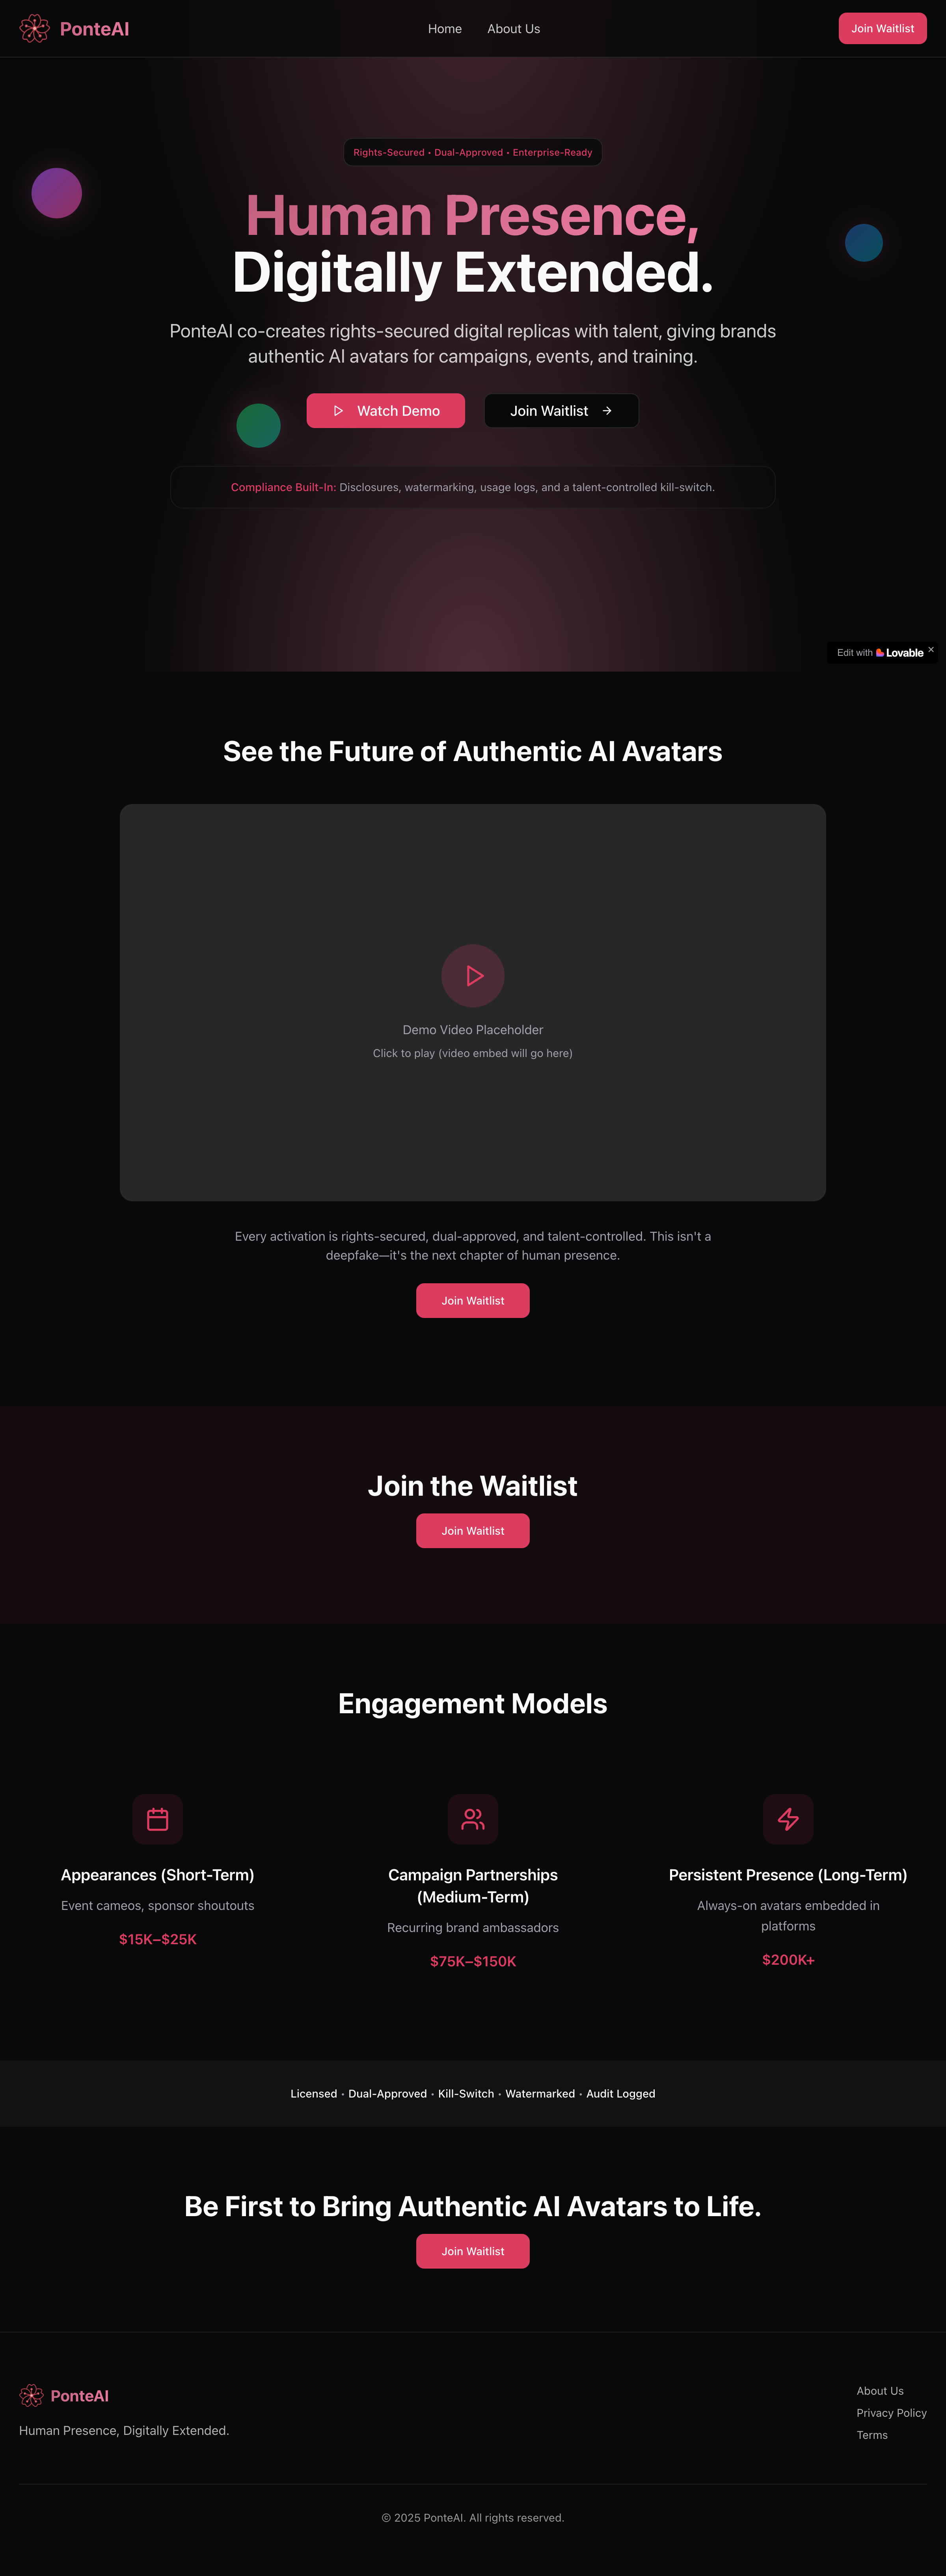 PonteAI
Home
About Us
Join Waitlist
Rights-Secured • Dual-Approved • Enterprise-Ready
Human Presence,
Digitally Extended.
PonteAI co-creates rights-secured digital replicas with talent, giving brands
authentic AI avatars for campaigns, events, and training.
Watch Demo
Join Waitlist
Compliance Built-In: Disclosures, watermarking, usage logs, and a talent-controlled kill-switch.
Edit with Lovable
See the Future of Authentic AI Avatars
Demo Video Placeholder
Click to play (video embed will go here)
Every activation is rights-secured, dual-approved, and talent-controlled. This isn't a
deepfake—it's the next chapter of human presence.
Join Waitlist
Join the Waitlist
Join Waitlist
Engagement Models
Appearances (Short-Term)
Event cameos, sponsor shoutouts
$15K–$25K
Campaign Partnerships
(Medium-Term)
Recurring brand ambassadors
$75K–$150K
Persistent Presence (Long-Term)
Always-on avatars embedded in
platforms
$200K+
Licensed • Dual-Approved • Kill-Switch • Watermarked • Audit Logged
Be First to Bring Authentic AI Avatars to Life.
Join Waitlist
PonteAI
Human Presence, Digitally Extended.
About Us
Privacy Policy
Terms
© 2025 PonteAI. All rights reserved.